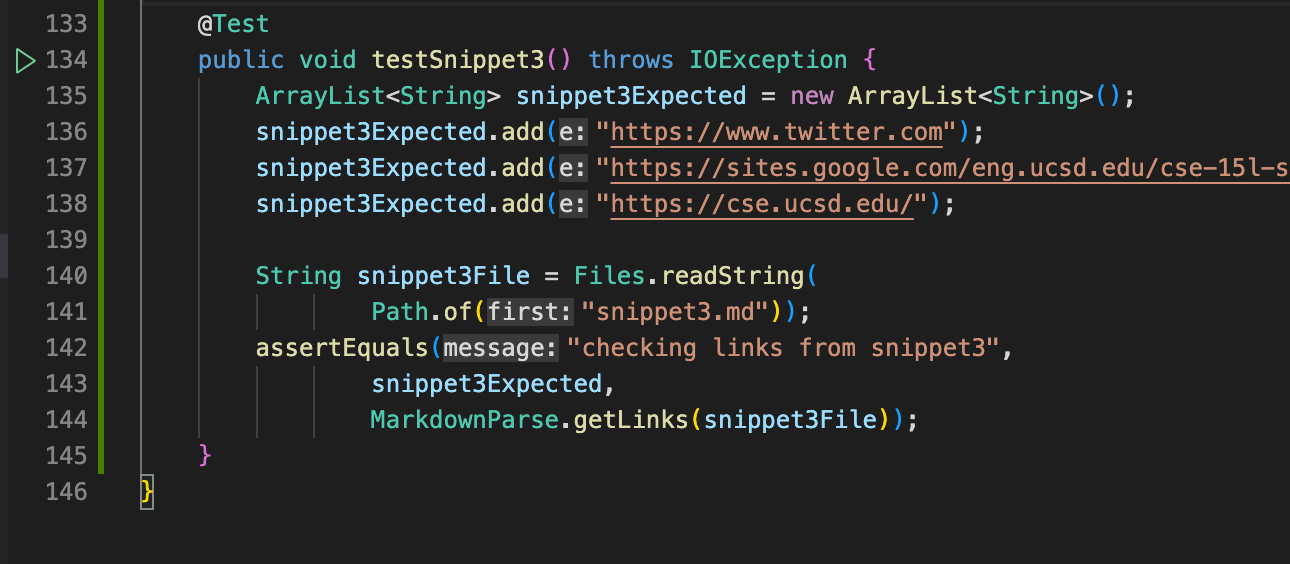 133 @Test
134 public void testSnippet3() throws IOException {
135 ArrayList<String> snippet3Expected = new ArrayList<String>();
136 snippet3Expected.add(e: "https://www.twitter.com");
137 snippet3Expected.add(e: "https://sites.google.com/eng.ucsd.edu/cse-15l-s
138 snippet3Expected.add(e: "https://cse.ucsd.edu/");
139
140 String snippet3File = Files.readString(
141 Path.of(first: "snippet3.md"));
142 assertEquals(message: "checking links from snippet3",
143 snippet3Expected,
144 MarkdownParse.getLinks(snippet3File));
145 }
146 }